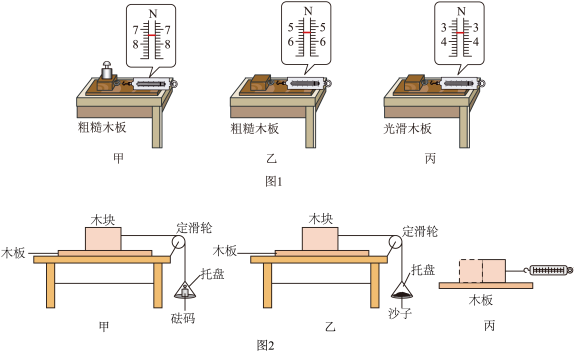 N
7 7
8 8
N
5 5
6 6
N
3 3
4 4
粗糙木板
粗糙木板
光滑木板
甲
乙
丙
图1
木块
定滑轮
木板
托盘
砝码
甲
木块
定滑轮
木板
托盘
沙子
乙
木板
丙
图2